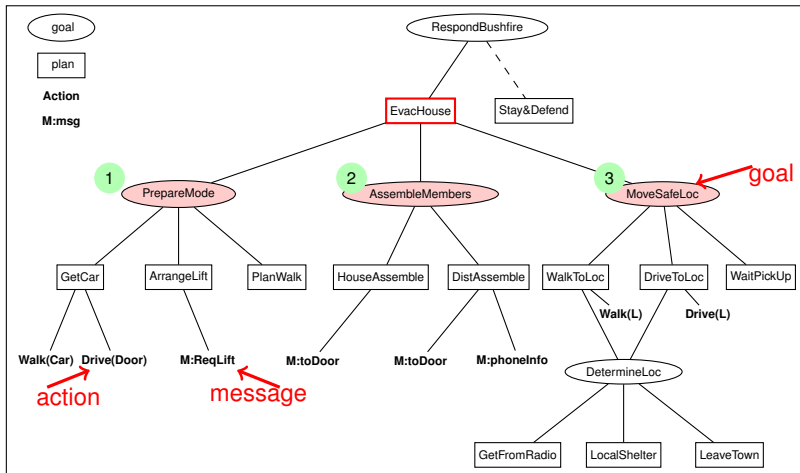 goal
RespondBushfire
plan
Action
M:msg
EvacHouse
Stay&Defend
1
PrepareMode
2
AssembleMembers
3
MoveSafeLoc
goal
GetCar
ArrangeLift
PlanWalk
HouseAssemble
DistAssemble
WalkToLoc
DriveToLoc
WaitPickUp
Walk(L)
Drive(L)
Walk(Car)
Drive(Door)
M:ReqLift
M:toDoor
M:toDoor
M:phoneInfo
action
message
DetermineLoc
GetFromRadio
LocalShelter
LeaveTown